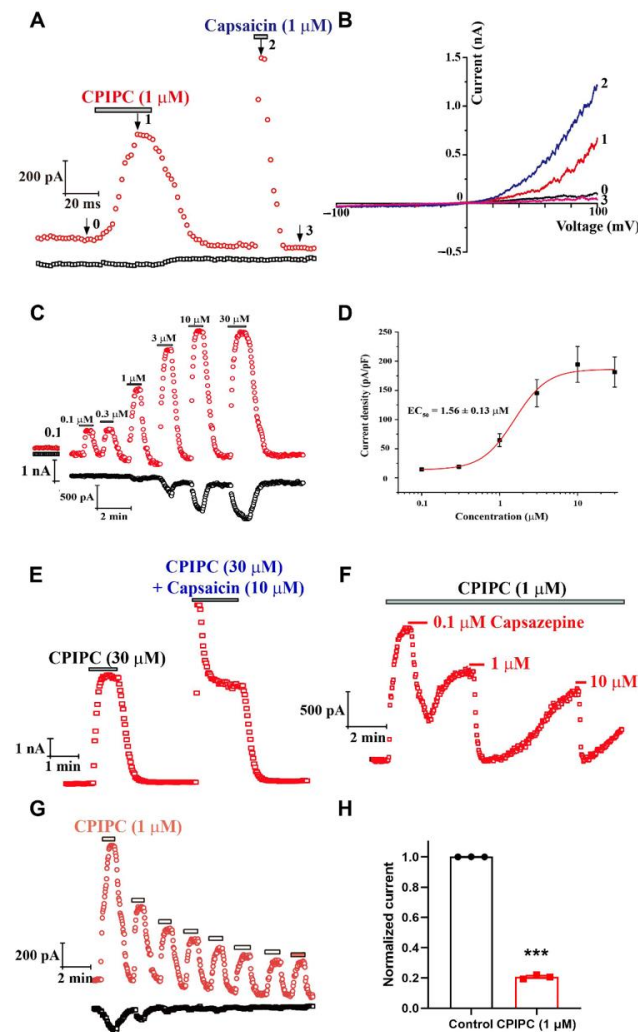 A
Capsaicin (1 μM)
2
CPIPC (1 μM)
1
200 pA
20 ms
0
3
B
Current (nA)
1.5
1.0
0.5
0
−0.5
−100
100
Voltage (mV)
2
1
0
3
C
0.1 μM
0.3 μM
1 μM
3 μM
10 μM
30 μM
0.1
1 nA
500 pA
2 min
D
Current density (pA/pF)
250
225
200
175
150
125
100
75
50
25
0
EC50 = 1.56 ± 0.13 μM
0.1
1
10
Concentration (μM)
E
CPIPC (30 μM)
+ Capsaicin (10 μM)
CPIPC (30 μM)
1 nA
1 min
F
CPIPC (1 μM)
0.1 μM Capsazepine
1 μM
10 μM
500 pA
2 min
G
CPIPC (1 μM)
200 pA
2 min
H
Normalized current
1.0
0.8
0.6
0.4
0.2
0.0
***
Control CPIPC (1 μM)